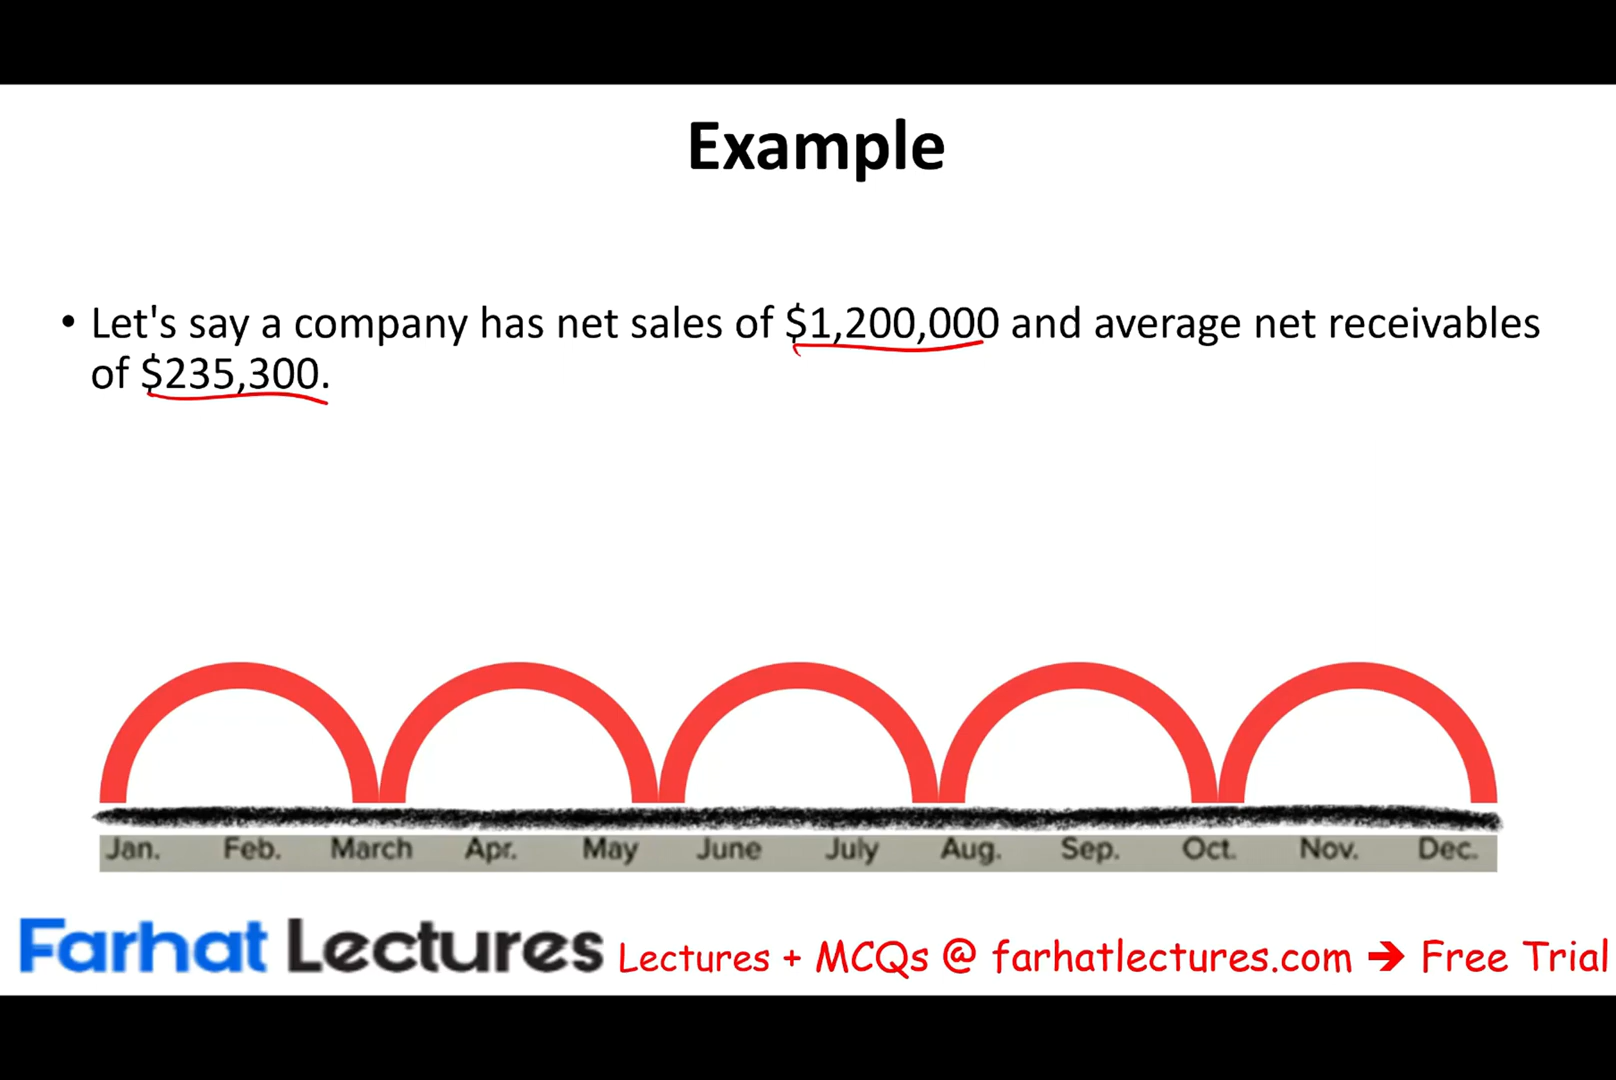 Example
• Let's say a company has net sales of $1,200,000 and average net receivables
of $235,300.
Jan. Feb. March Apr. May June July Aug. Sep. Oct. Nov. Dec.
Farhat Lectures Lectures + MCQs @ farhatlectures.com → Free Trial